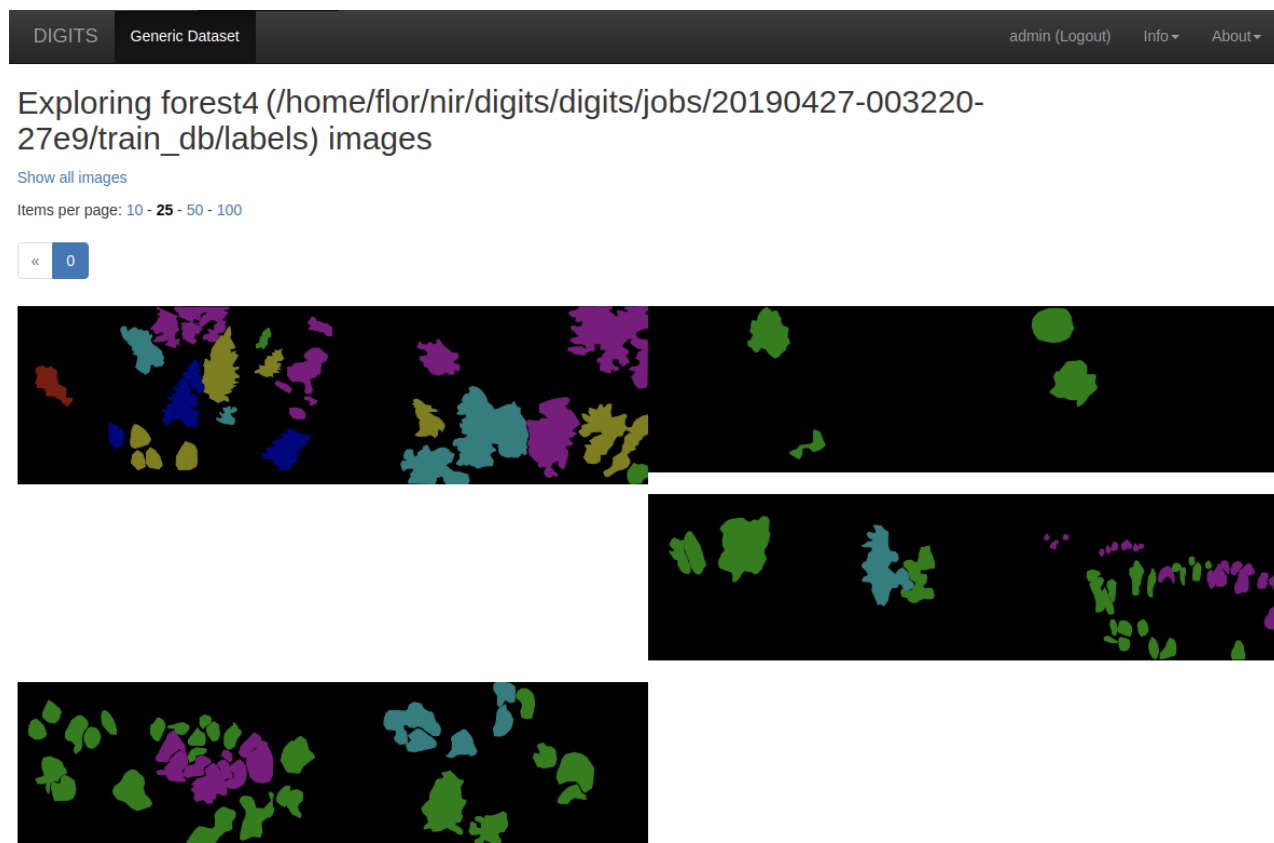 DIGITS Generic Dataset admin (Logout) Info About
Exploring forest4 (/home/flor/nir/digits/digits/jobs/20190427-003220-
27e9/train_db/labels) images
Show all images
Items per page: 10 - 25 - 50 - 100
« 0